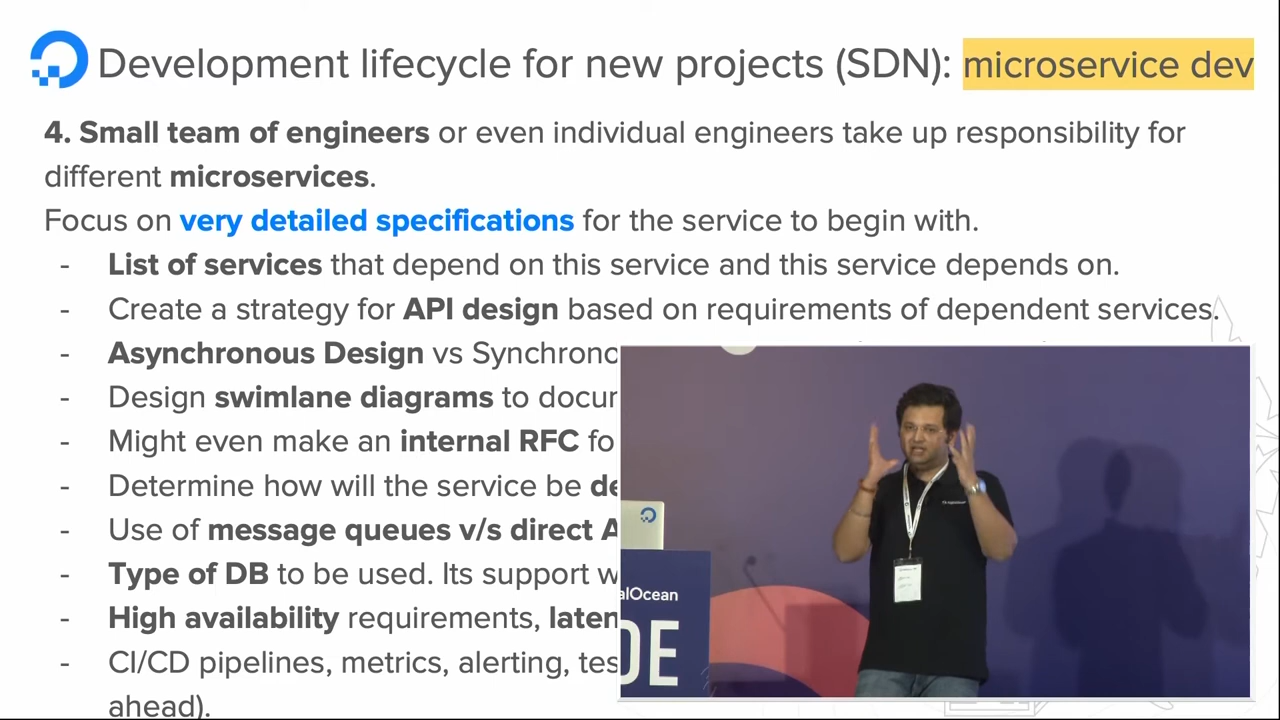 Development lifecycle for new projects (SDN): microservice dev
4. Small team of engineers or even individual engineers take up responsibility for
different microservices.
Focus on very detailed specifications for the service to begin with.
- List of services that depend on this service and this service depends on.
- Create a strategy for API design based on requirements of dependent services.
- Asynchronous Design vs Synchrono
- Design swimlane diagrams to docu
- Might even make an internal RFC fo
- Determine how will the service be de
- Use of message queues v/s direct A
- Type of DB to be used. Its support w
- High availability requirements, laten
- CI/CD pipelines, metrics, alerting, tes
ahead).
alOcean
DE